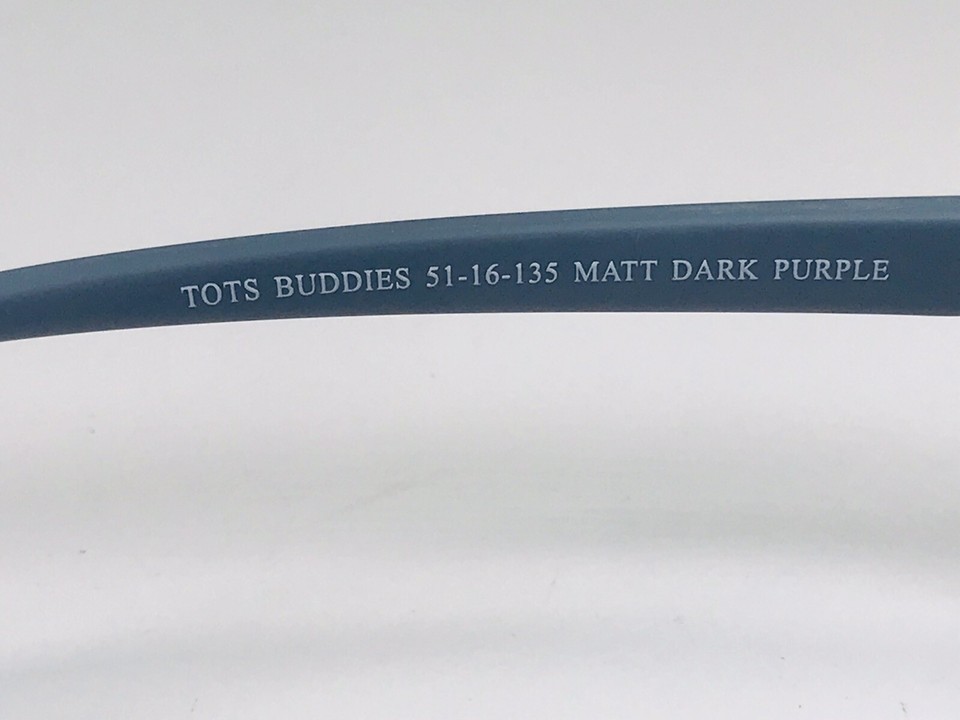 TOTS BUDDIES 51-16-135 MATT DARK PURPLE